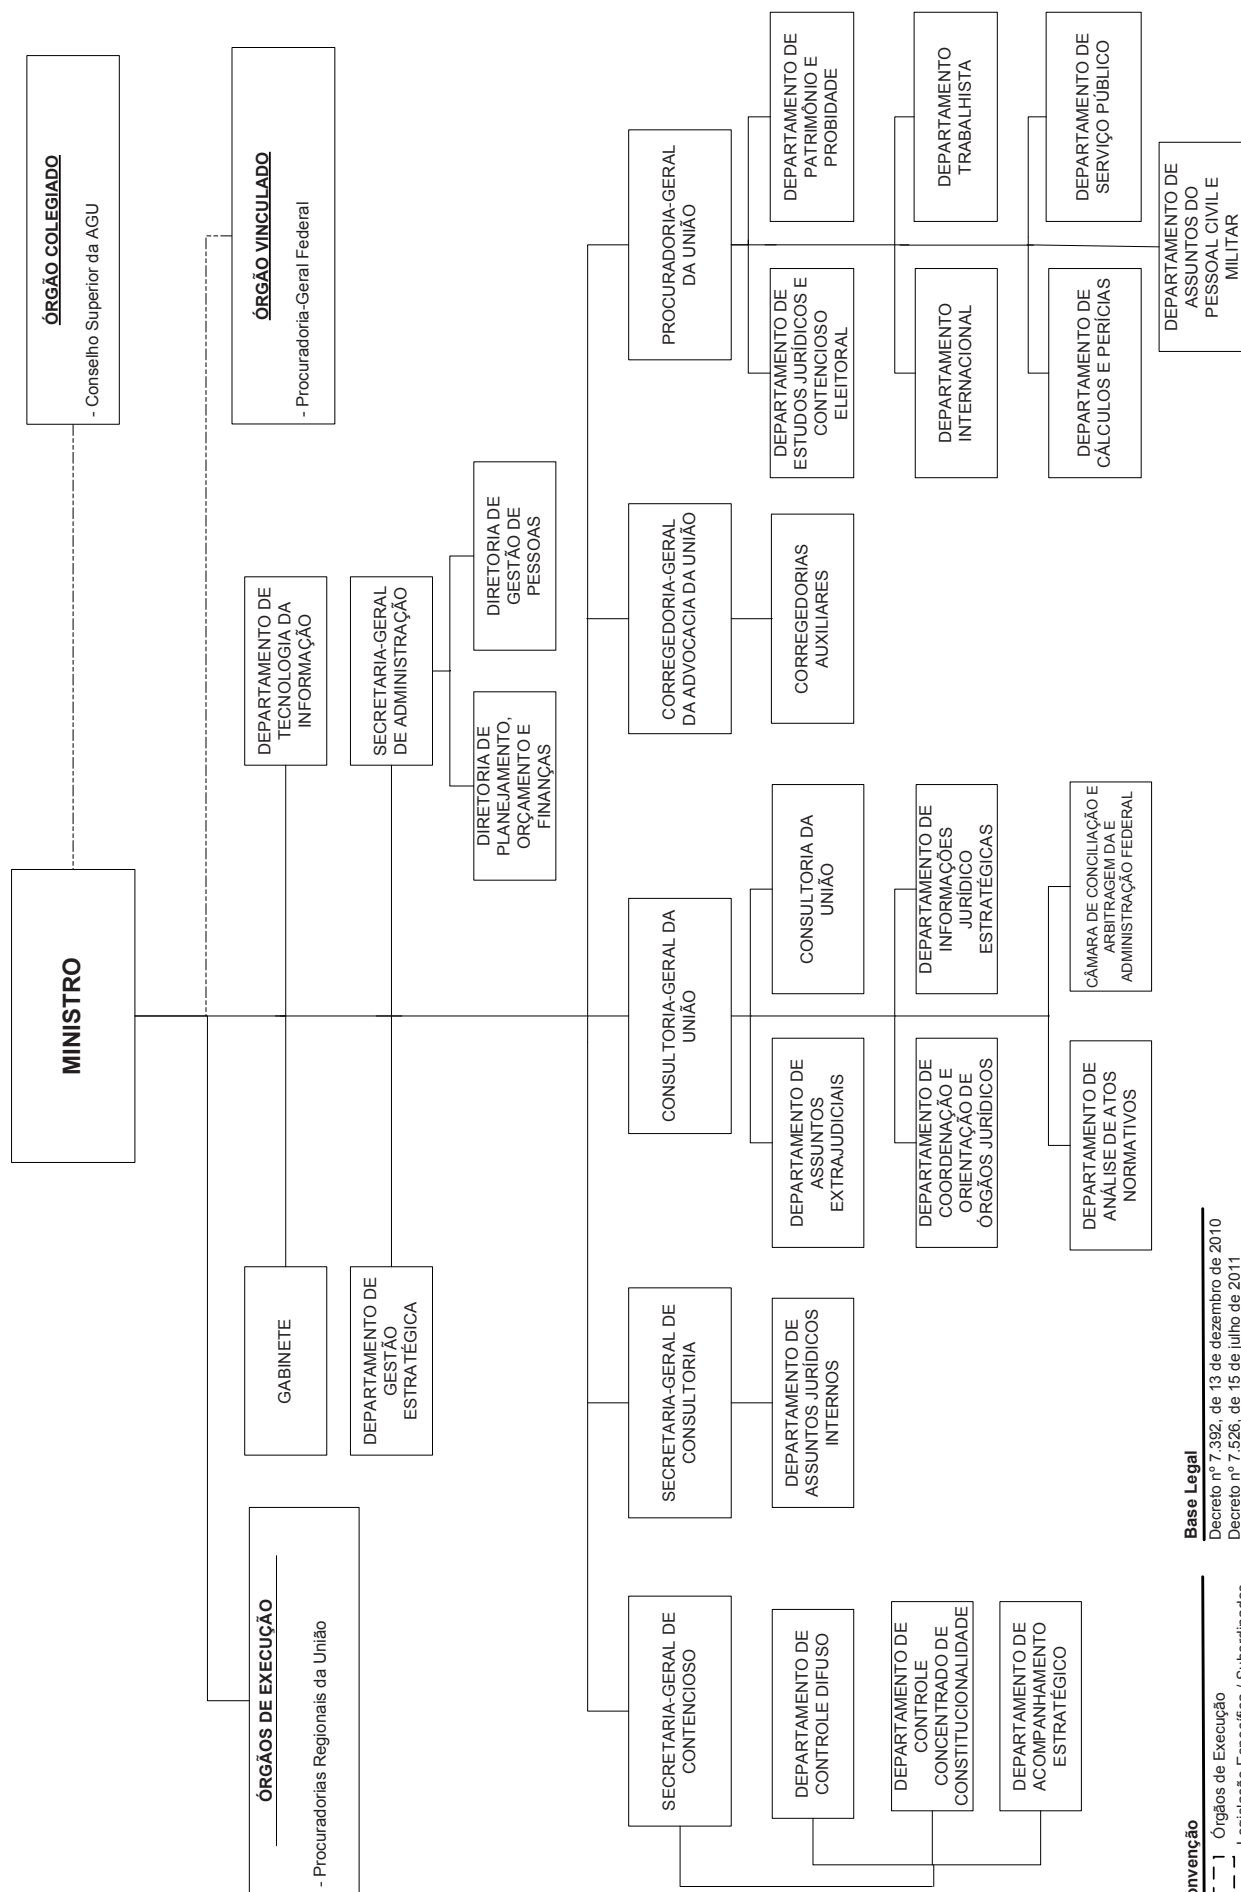 MINISTRO
ÓRGÃO COLEGIADO
- Conselho Superior da AGU
ÓRGÃO VINCULADO
- Procuradoria-Geral Federal
ÓRGÃOS DE EXECUÇÃO
- Procuradorias Regionais da União
GABINETE
DEPARTAMENTO DE
TECNOLOGIA DA
INFORMAÇÃO
DEPARTAMENTO DE
GESTÃO
ESTRATÉGICA
SECRETARIA-GERAL
DE ADMINISTRAÇÃO
DIRETORIA DE
PLANEJAMENTO,
ORÇAMENTO E
FINANÇAS
DIRETORIA DE
GESTÃO DE
PESSOAS
SECRETARIA-GERAL DE
CONTENCIOSO
SECRETARIA-GERAL DE
CONSULTORIA
CONSULTORIA-GERAL DA
UNIÃO
CORREGEDORIA-GERAL
DA ADVOCACIA DA UNIÃO
PROCURADORIA-GERAL
DA UNIÃO
DEPARTAMENTO DE
CONTROLE DIFUSO
DEPARTAMENTO DE
CONTROLE
CONCENTRADO DE
CONSTITUCIONALIDADE
DEPARTAMENTO DE
ACOMPANHAMENTO
ESTRATÉGICO
DEPARTAMENTO DE
ASSUNTOS JURÍDICOS
INTERNOS
DEPARTAMENTO DE
ASSUNTOS
EXTRAJUDICIAIS
CONSULTORIA DA
UNIÃO
DEPARTAMENTO DE
COORDENAÇÃO E
ORIENTAÇÃO DE
ÓRGÃOS JURÍDICOS
DEPARTAMENTO DE
INFORMAÇÕES
JURÍDICO
ESTRATÉGICAS
DEPARTAMENTO DE
ANÁLISE DE ATOS
NORMATIVOS
CÂMARA DE CONCILIAÇÃO E
ARBITRAGEM DA E
ADMINISTRAÇÃO FEDERAL
CORREGEDORIAS
AUXILIARES
DEPARTAMENTO DE
ESTUDOS JURÍDICOS E
CONTENCIOSO
ELEITORAL
DEPARTAMENTO DE
PATRIMÔNIO E
PROBIDADE
DEPARTAMENTO
INTERNACIONAL
DEPARTAMENTO
TRABALHISTA
DEPARTAMENTO DE
CÁLCULOS E PERÍCIAS
DEPARTAMENTO DE
SERVIÇO PÚBLICO
DEPARTAMENTO DE
ASSUNTOS DO
PESSOAL CIVIL E
MILITAR
onvenção
Órgãos de Execução
Base Legal
Decreto nº 7.392, de 13 de dezembro de 2010
Decreto nº 7.526, de 15 de julho de 2011